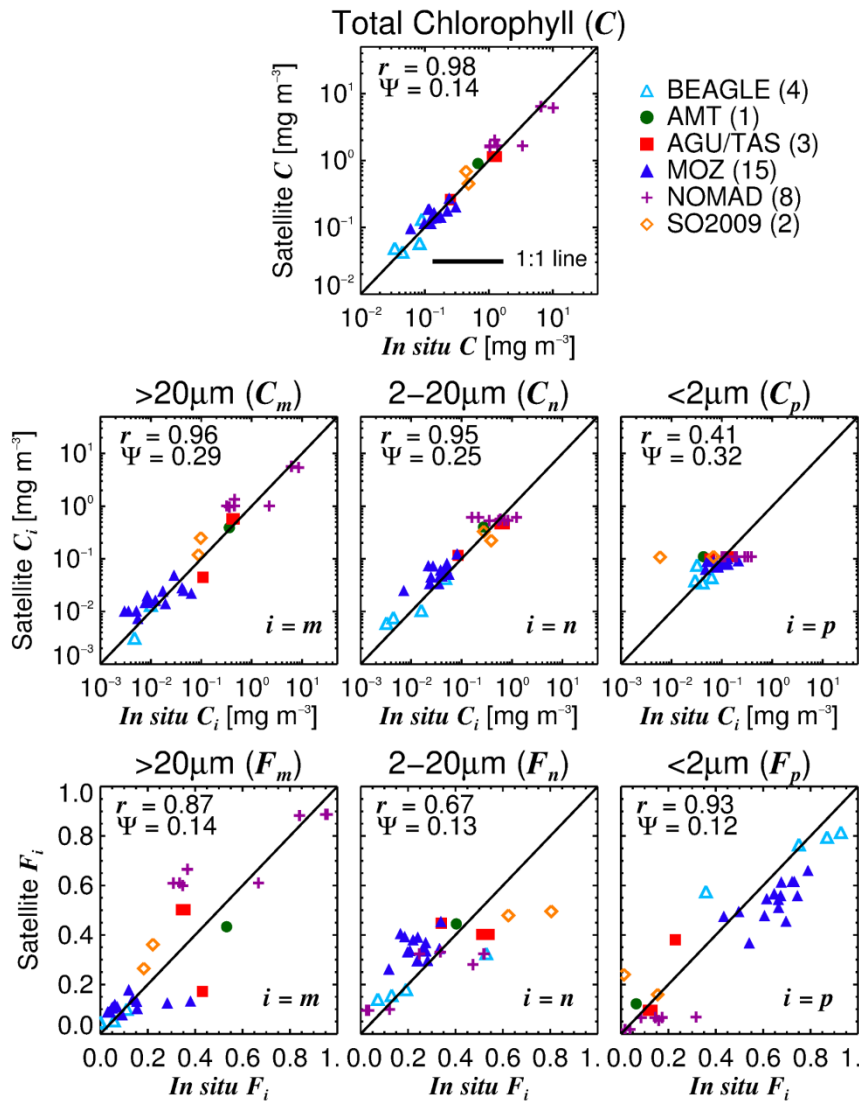 Total Chlorophyll (C)
r = 0.98
Ψ = 0.14
1:1 line
Satellite C [mg m⁻³]
10¹
10⁰
10⁻¹
10⁻²
10⁻² 10⁻¹ 10⁰ 10¹
In situ C [mg m⁻³]
BEAGLE (4)
AMT (1)
AGU/TAS (3)
MOZ (15)
NOMAD (8)
SO2009 (2)
>20μm (Cₘ) 2−20μm (Cₙ) <2μm (Cₚ)
r = 0.96 r = 0.95 r = 0.41
Ψ = 0.29 Ψ = 0.25 Ψ = 0.32
Satellite Cᵢ [mg m⁻³]
10¹
10⁰
10⁻¹
10⁻²
10⁻³
i = m i = n i = p
10⁻³ 10⁻² 10⁻¹ 10⁰ 10¹ 10⁻³ 10⁻² 10⁻¹ 10⁰ 10¹ 10⁻³ 10⁻² 10⁻¹ 10⁰ 10¹
In situ Cᵢ [mg m⁻³] In situ Cᵢ [mg m⁻³] In situ Cᵢ [mg m⁻³]
>20μm (Fₘ) 2−20μm (Fₙ) <2μm (Fₚ)
r = 0.87 r = 0.67 r = 0.93
Ψ = 0.14 Ψ = 0.13 Ψ = 0.12
Satellite Fᵢ
1.0
0.8
0.6
0.4
0.2
0.0
i = m i = n i = p
0.0 0.2 0.4 0.6 0.8 0.0 0.2 0.4 0.6 0.8 0.0 0.2 0.4 0.6 0.8 1.
In situ Fᵢ In situ Fᵢ In situ Fᵢ